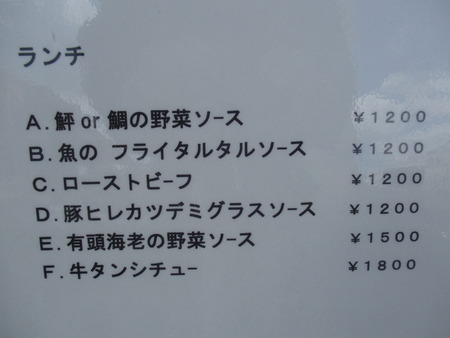 ランチ
A.鮃 or 鯛の野菜ソース ¥1200
B.魚の フライタルタルソース ¥1200
C.ローストビーフ ¥1200
D.豚ヒレカツデミグラスソース ¥1200
E.有頭海老の野菜ソース ¥1500
F.牛タンシチュー ¥1800